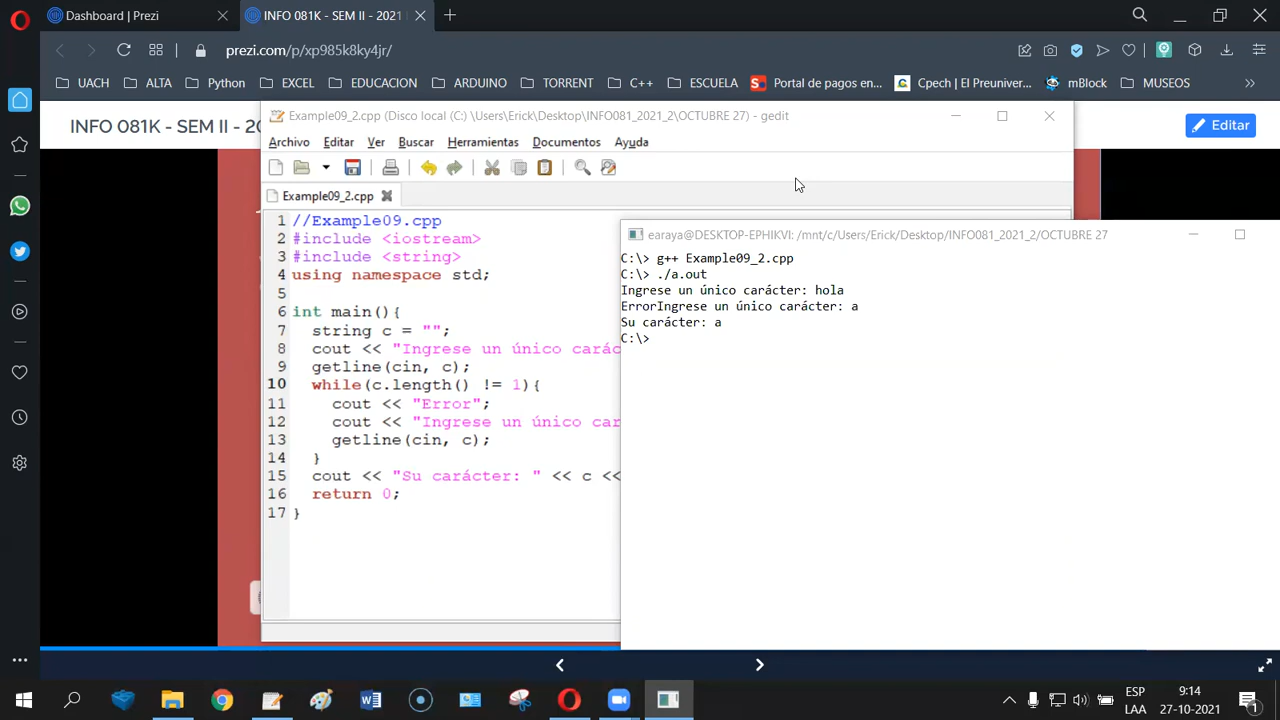 Dashboard | Prezi
INFO 081K - SEM II - 2021
prezi.com/p/xp985k8ky4jr/
UACH ALTA Python EXCEL EDUCACION ARDUINO TORRENT C++ ESCUELA Portal de pagos en... Cpech | El Preuniver... mBlock MUSEOS
INFO 081K - SEM II - 20
Editar
Example09_2.cpp (Disco local (C:) \Users\Erick\Desktop\INFO081_2021_2\OCTUBRE 27) - gedit
Archivo Editar Ver Buscar Herramientas Documentos Ayuda
Example09_2.cpp
1 //Example09.cpp
2 #include <iostream>
3 #include <string>
4 using namespace std;
5
6 int main(){
7 string c = "";
8 cout << "Ingrese un único carác
9 getline(cin, c);
10 while(c.length() != 1){
11 cout << "Error";
12 cout << "Ingrese un único car
13 getline(cin, c);
14 }
15 cout << "Su carácter: " << c <<
16 return 0;
17 }
earaya@DESKTOP-EPHIKVI: /mnt/c/Users/Erick/Desktop/INFO081_2021_2/OCTUBRE 27
C:\> g++ Example09_2.cpp
C:\> ./a.out
Ingrese un único carácter: hola
ErrorIngrese un único carácter: a
Su carácter: a
C:\>
ESP
LAA
9:14
27-10-2021
1